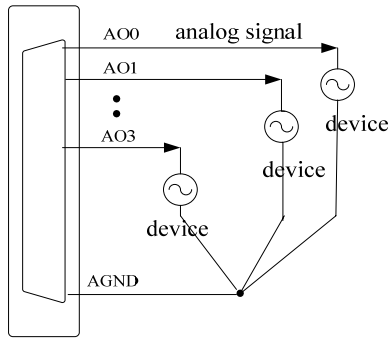 AO0 analog signal
AO1
device
AO3
device
device
AGND